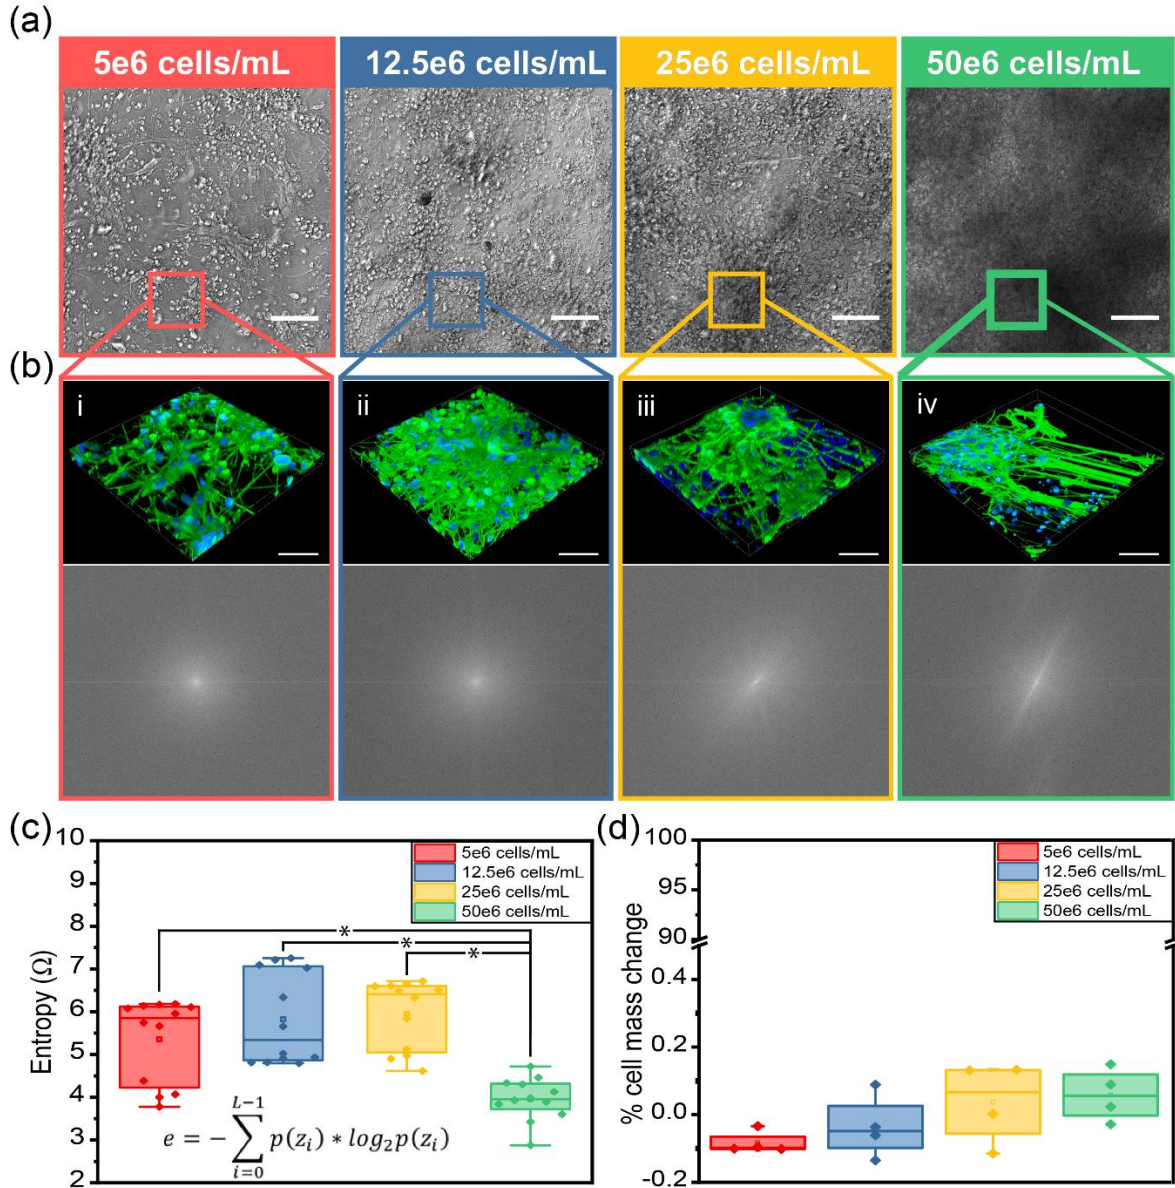 (a)
5e6 cells/mL 12.5e6 cells/mL 25e6 cells/mL 50e6 cells/mL
(b)
i ii iii iv
(c)
Entropy (Ω)
10
9
8
7
6
5
4
3
2
5e6 cells/mL
12.5e6 cells/mL
25e6 cells/mL
50e6 cells/mL
*
*
*
e = − ∑ p(z_i) * log_2 p(z_i)
L−1
i=0
(d)
% cell mass change
100
95
90
0.4
0.2
0.0
-0.2
5e6 cells/mL
12.5e6 cells/mL
25e6 cells/mL
50e6 cells/mL